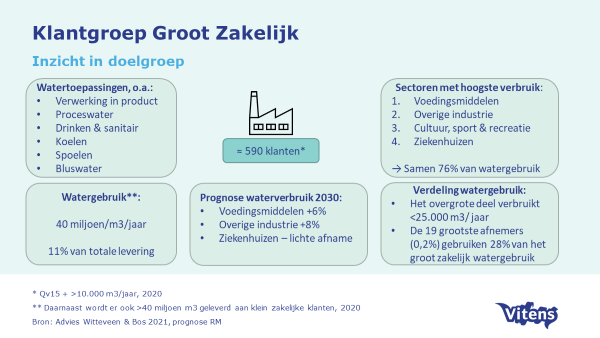 Klantgroep Groot Zakelijk
Inzicht in doelgroep
Watertoepassingen, o.a.:
• Verwerking in product
• Proceswater
• Drinken & sanitair
• Koelen
• Spoelen
• Bluswater
= 590 klanten*
Sectoren met hoogste verbruik:
1. Voedingsmiddelen
2. Overige industrie
3. Cultuur, sport & recreatie
4. Ziekenhuizen
→ Samen 76% van watergebruik
Watergebruik**:
40 miljoen/m3/jaar
11% van totale levering
Prognose waterverbruik 2030:
• Voedingsmiddelen +6%
• Overige industrie +8%
• Ziekenhuizen – lichte afname
Verdeling watergebruik:
• Het overgrote deel verbruikt
<25.000 m3/ jaar
• De 19 grootste afnemers
(0,2%) gebruiken 28% van het
groot zakelijk watergebruik
* Qv15 + >10.000 m3/jaar, 2020
** Daarnaast wordt er ook >40 miljoen m3 geleverd aan klein zakelijke klanten, 2020
Bron: Advies Witteveen & Bos 2021, prognose RM
Vitens